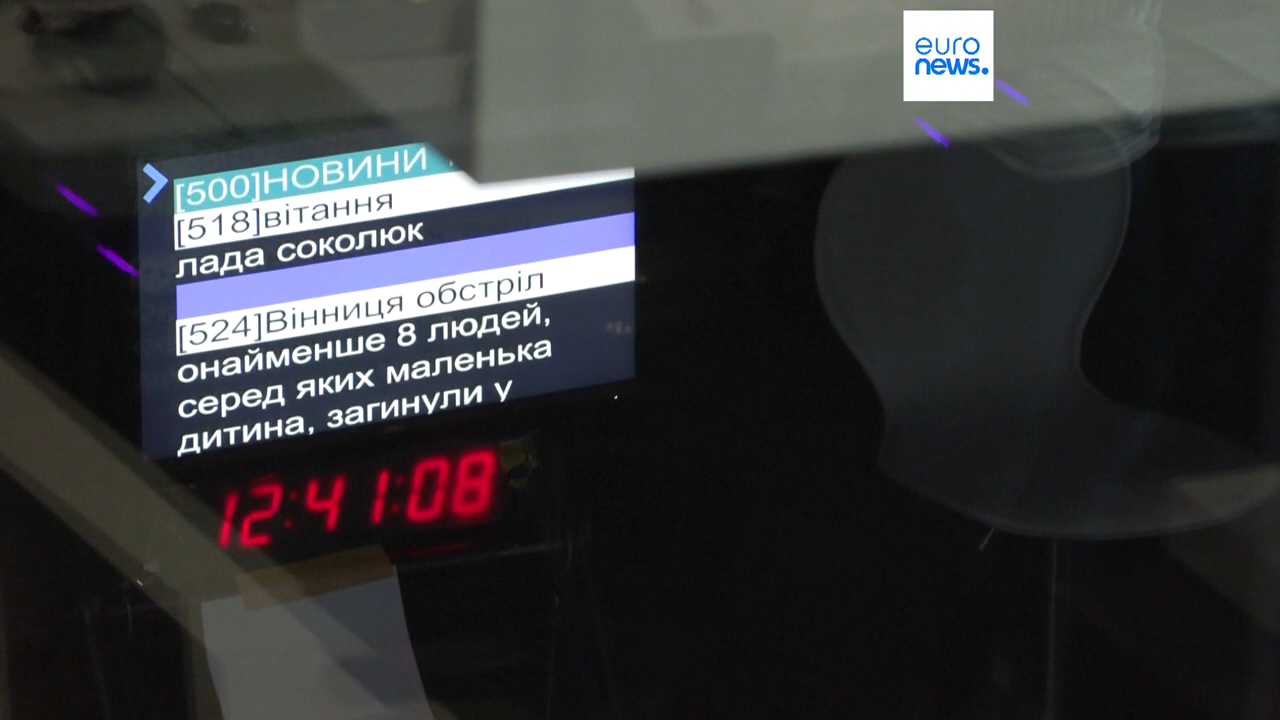 euro
news.
[500]НОВИНИ
[518]вітання
лада соколюк
[524]Вінниця обстріл
онайменше 8 людей,
серед яких маленька
дитина, загинули у
12:41:08